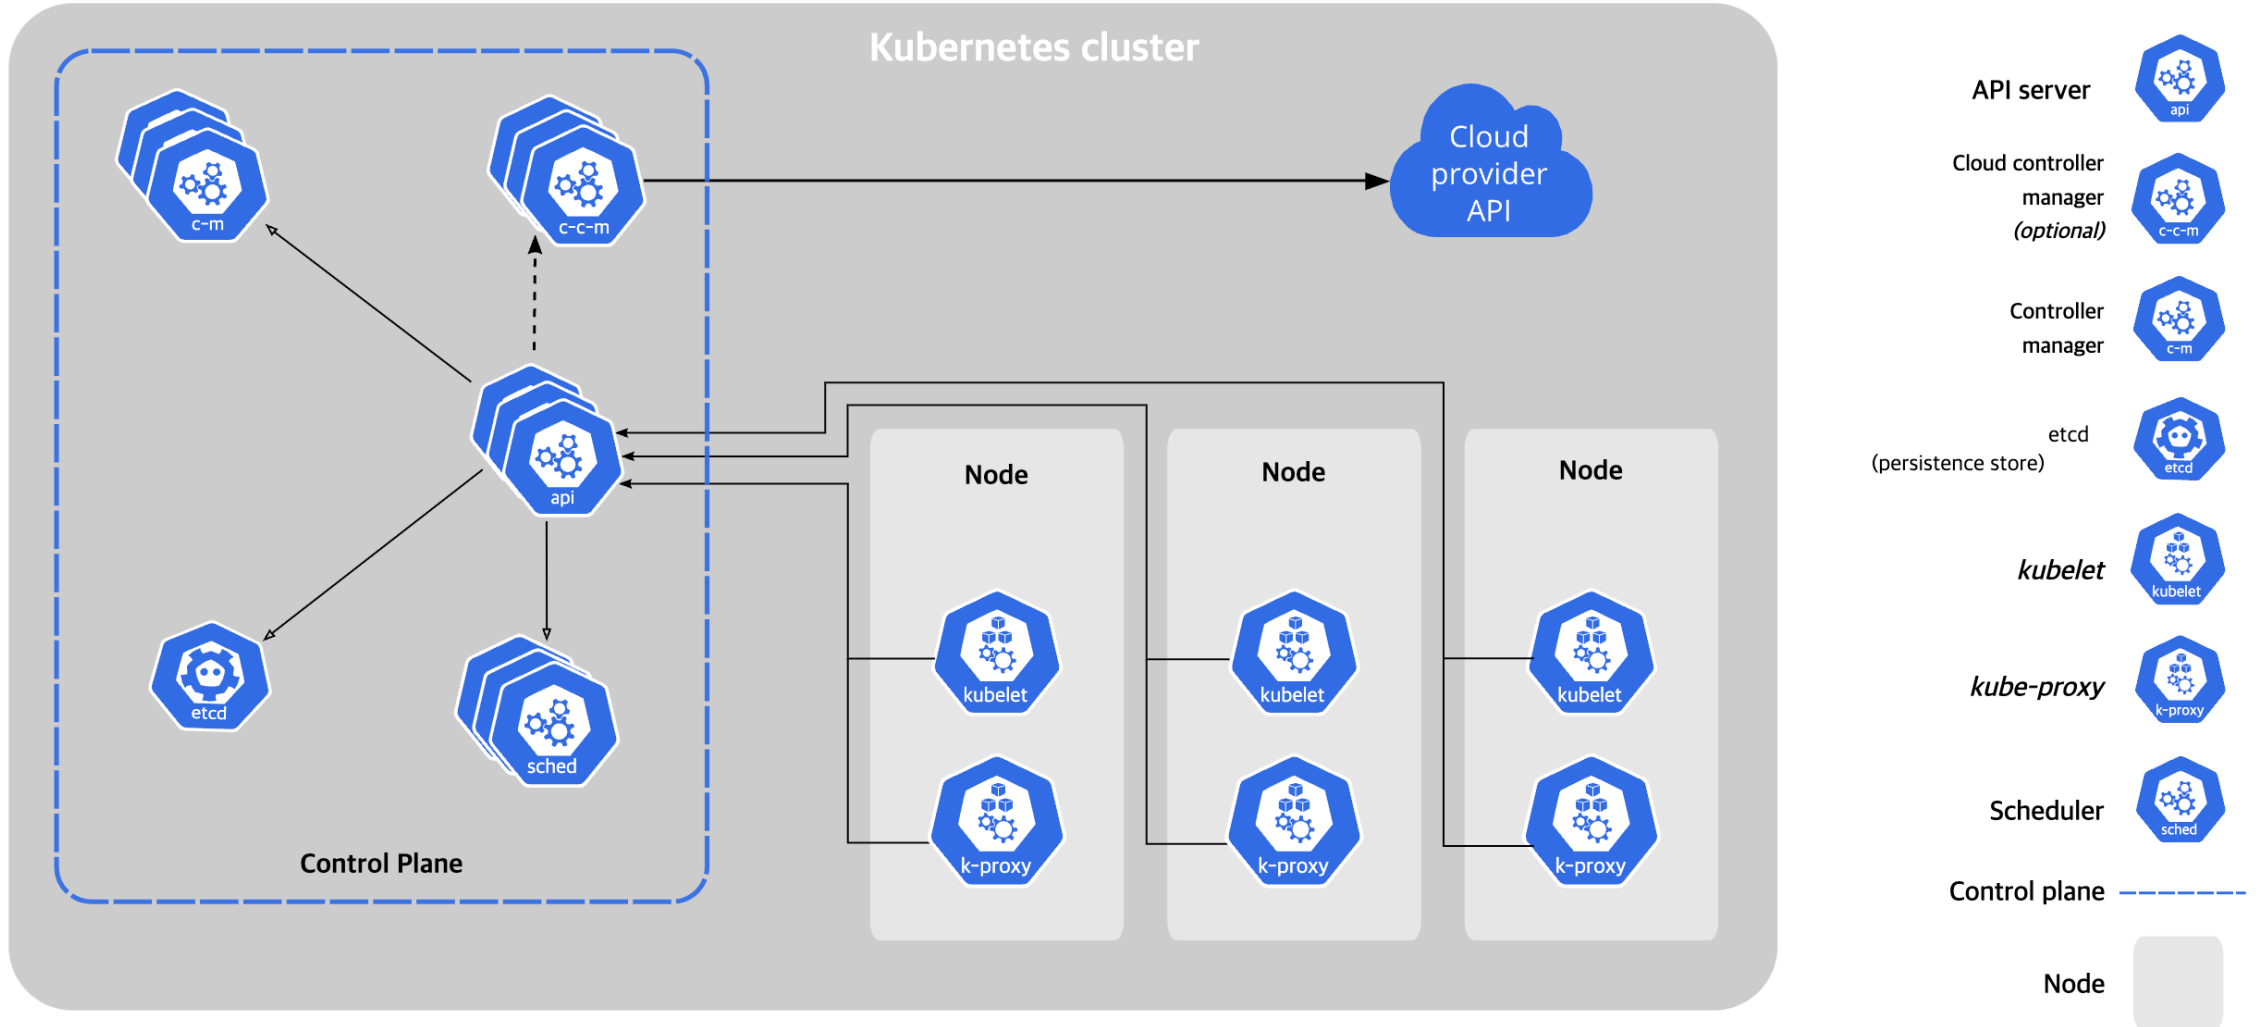 Kubernetes cluster
c-m
c-c-m
Cloud
provider
API
api
etcd
sched
Control Plane
Node
kubelet
k-proxy
Node
kubelet
k-proxy
Node
kubelet
k-proxy
API server
api
Cloud controller
manager
(optional)
c-c-m
Controller
manager
c-m
etcd
(persistence store)
etcd
kubelet
kubelet
kube-proxy
k-proxy
Scheduler
sched
Control plane
Node